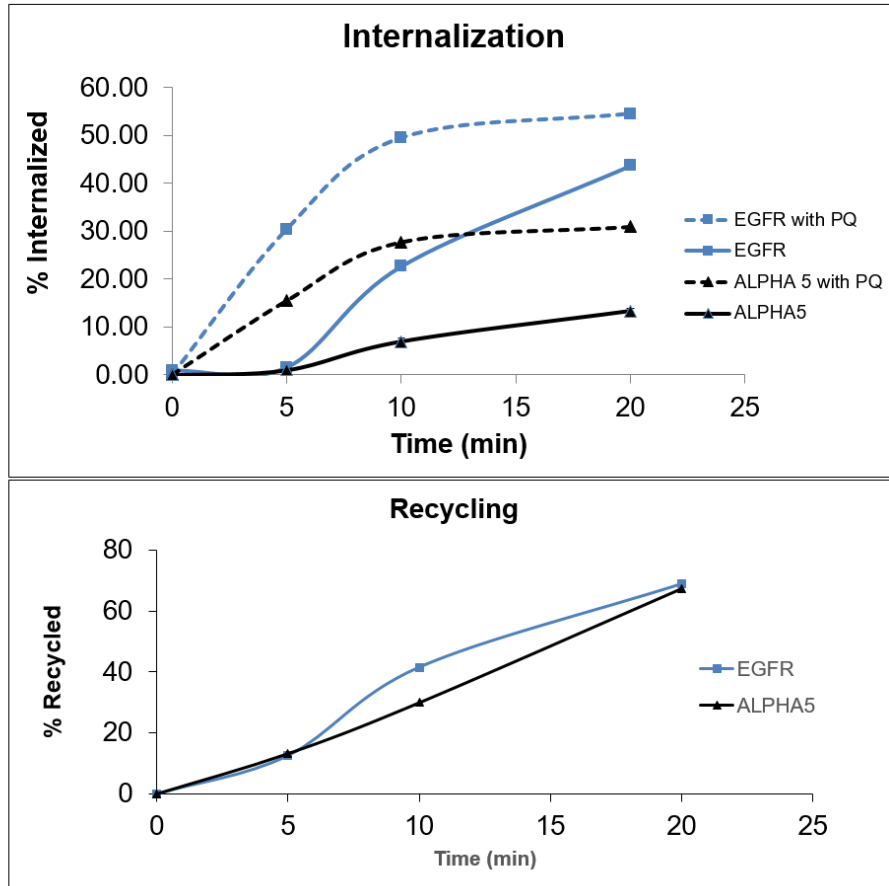 Internalization
% Internalized
60.00
50.00
40.00
30.00
20.00
10.00
0.00
0 5 10 15 20 25
Time (min)
EGFR with PQ
EGFR
ALPHA 5 with PQ
ALPHA5
Recycling
% Recycled
80
60
40
20
0
0 5 10 15 20 25
Time (min)
EGFR
ALPHA5